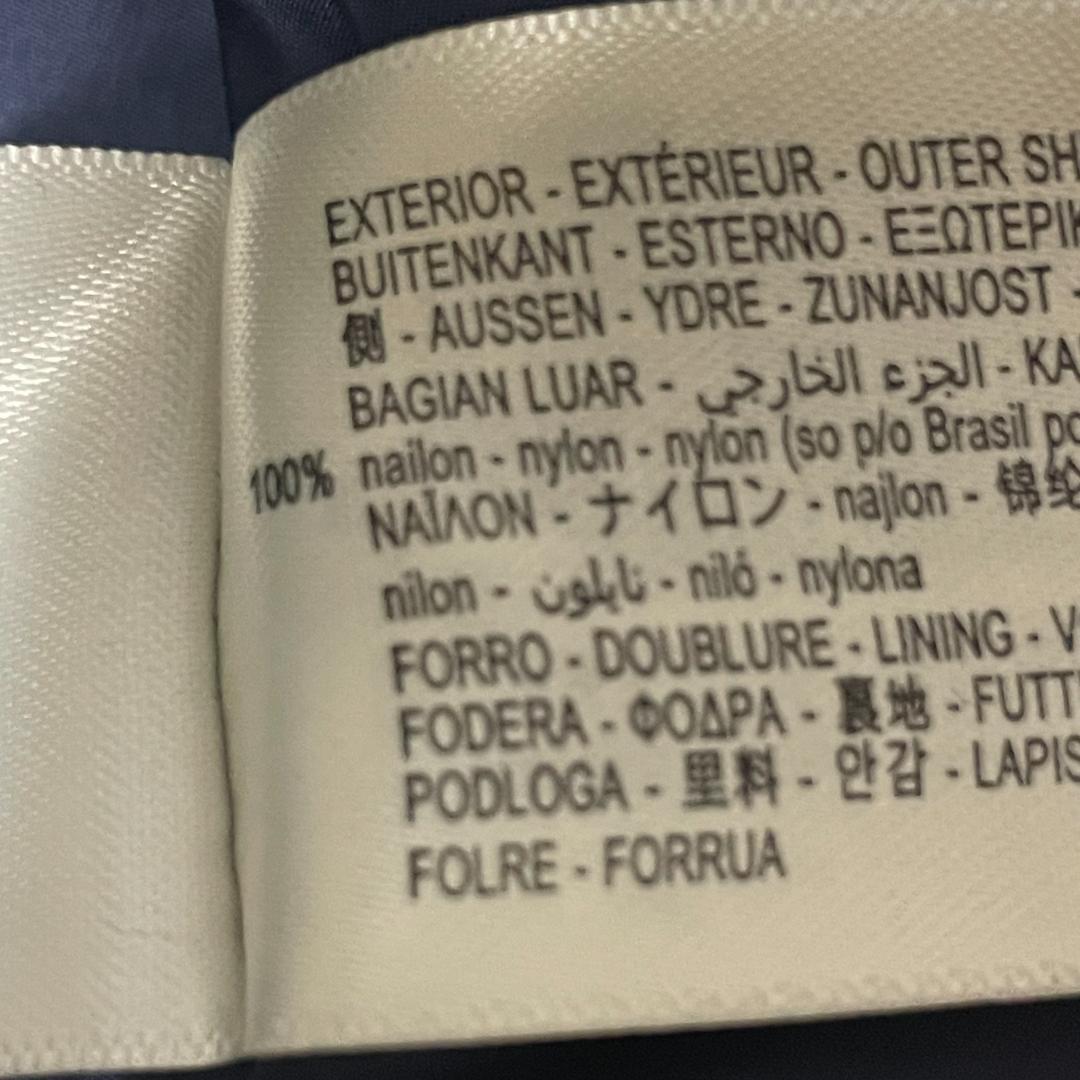 EXTERIOR - EXTÉRIEUR - OUTER SH
BUITENKANT - ESTERNO - ΕΞΩΤΕΡΙΚ
側 - AUSSEN - YDRE - ZUNANJOST -
BAGIAN LUAR - الجزء الخارجي - KA
100% nailon - nylon - nylon (so p/o Brasil po
ΝΑΪΛΟΝ - ナイロン - najlon - 锦纶
nilon - نايلون - niló - nylona
FORRO - DOUBLURE - LINING - V
FODERA - ΦΟΔΡΑ - 裏地 - FUTT
PODLOGA - 里料 - 안감 - LAPIS
FOLRE - FORRUA